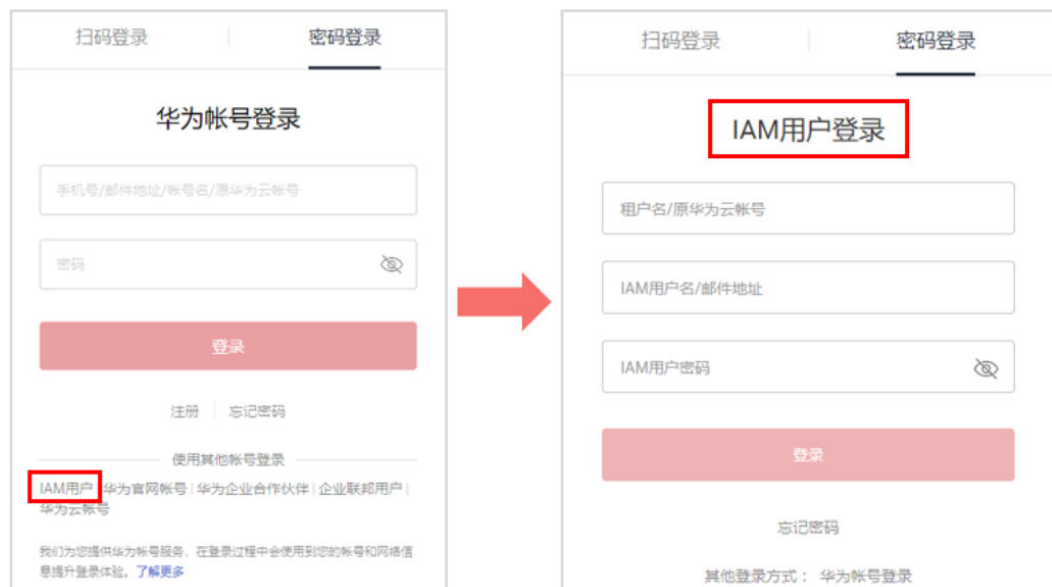 扫码登录
密码登录
华为帐号登录
手机号/邮件地址/帐号名/原华为云帐号
密码
登录
注册
忘记密码
使用其他帐号登录
IAM用户|华为官网帐号|华为企业合作伙伴|企业联邦用户|
华为云帐号
我们为您提供华为帐号服务，在登录过程中会使用到您的帐号和网络信
息提升登录体验。了解更多
扫码登录
密码登录
IAM用户登录
租户名/原华为云帐号
IAM用户名/邮件地址
IAM用户密码
登录
忘记密码
其他登录方式： 华为帐号登录